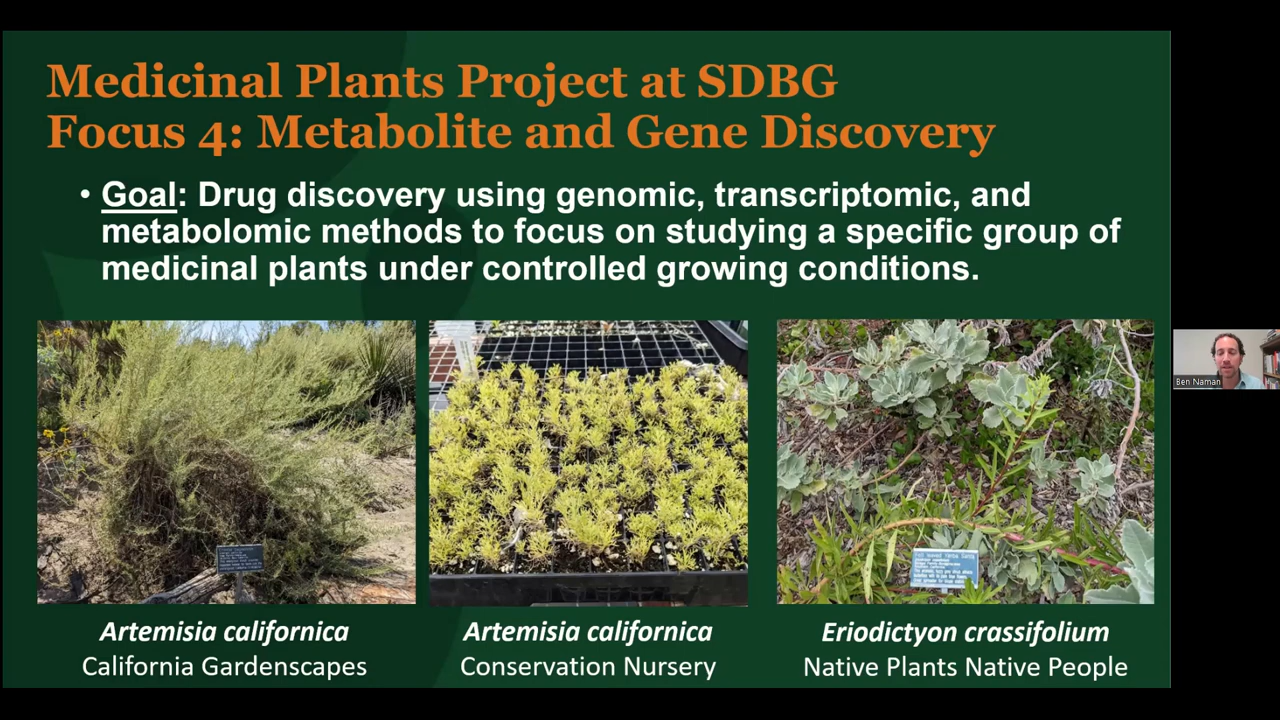 Medicinal Plants Project at SDBG
Focus 4: Metabolite and Gene Discovery
• Goal: Drug discovery using genomic, transcriptomic, and
metabolomic methods to focus on studying a specific group of
medicinal plants under controlled growing conditions.
Ben Naman
Artemisia californica
California Gardenscapes
Artemisia californica
Conservation Nursery
Eriodictyon crassifolium
Native Plants Native People